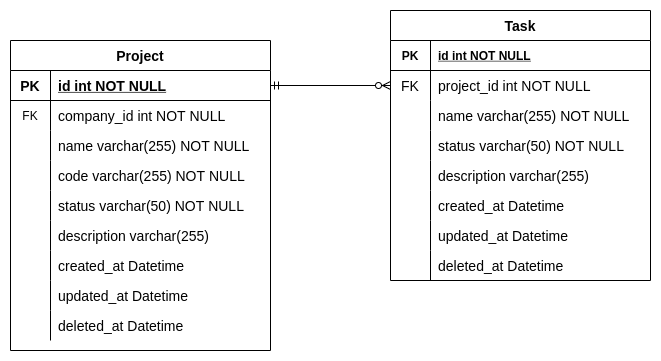 Project
PK id int NOT NULL
FK company_id int NOT NULL
name varchar(255) NOT NULL
code varchar(255) NOT NULL
status varchar(50) NOT NULL
description varchar(255)
created_at Datetime
updated_at Datetime
deleted_at Datetime
Task
PK id int NOT NULL
FK project_id int NOT NULL
name varchar(255) NOT NULL
status varchar(50) NOT NULL
description varchar(255)
created_at Datetime
updated_at Datetime
deleted_at Datetime